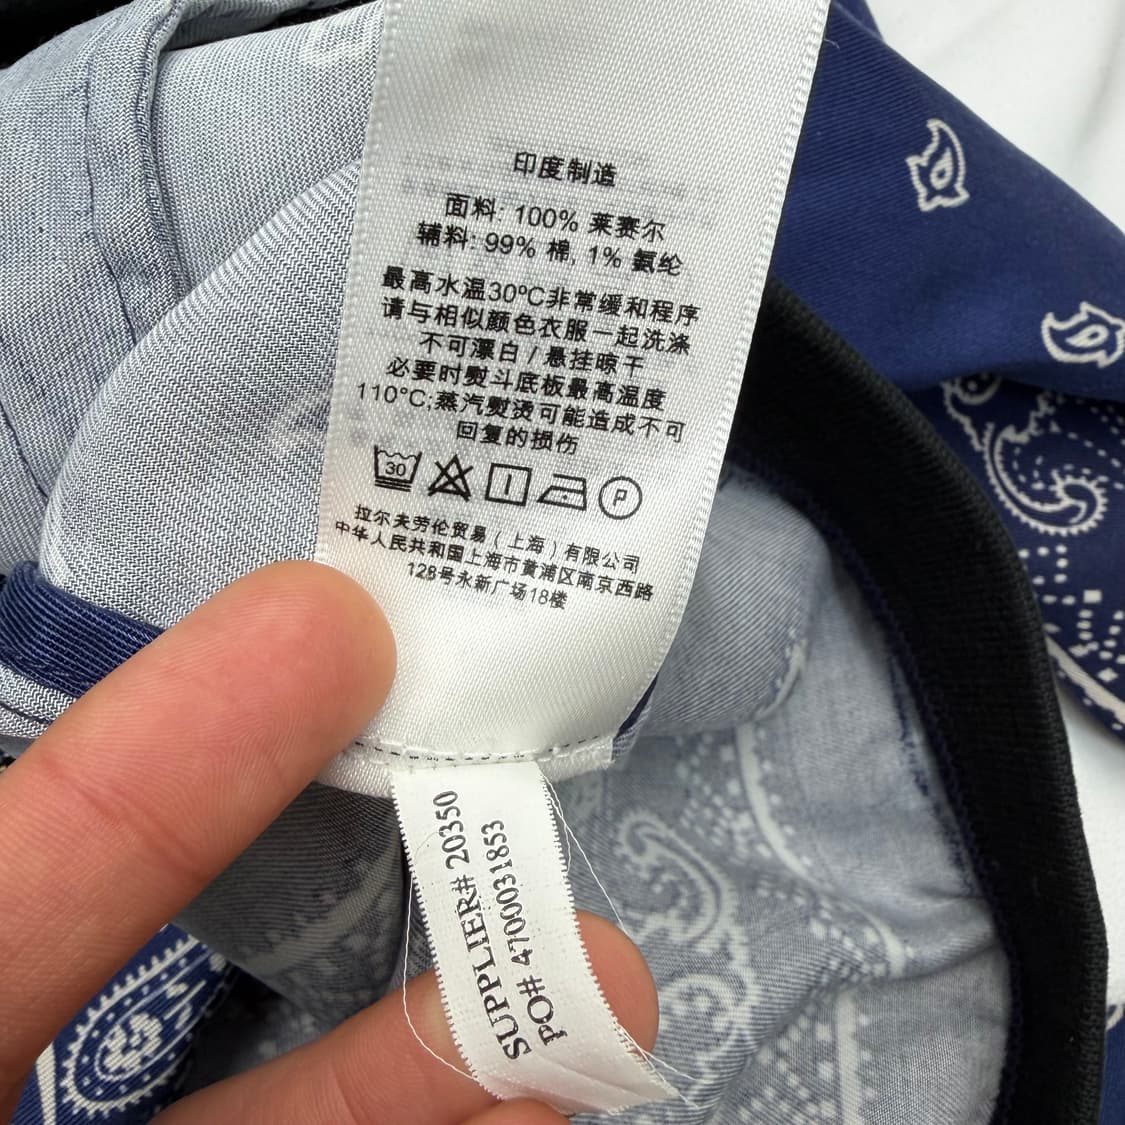 印度制造
面料: 100% 莱赛尔
辅料: 99% 棉, 1% 氨纶
最高水温30ºC非常缓和程序
请与相似颜色衣服一起洗涤
不可漂白 / 悬挂晾干
必要时熨斗底板最高温度
110°C;蒸汽熨烫可能造成不可
回复的损伤
30
P
拉尔夫劳伦贸易（上海）有限公司
中华人民共和国上海市黄浦区南京西路
128号永新广场18楼
SUPPLIER# 20350
PO# 4700031853